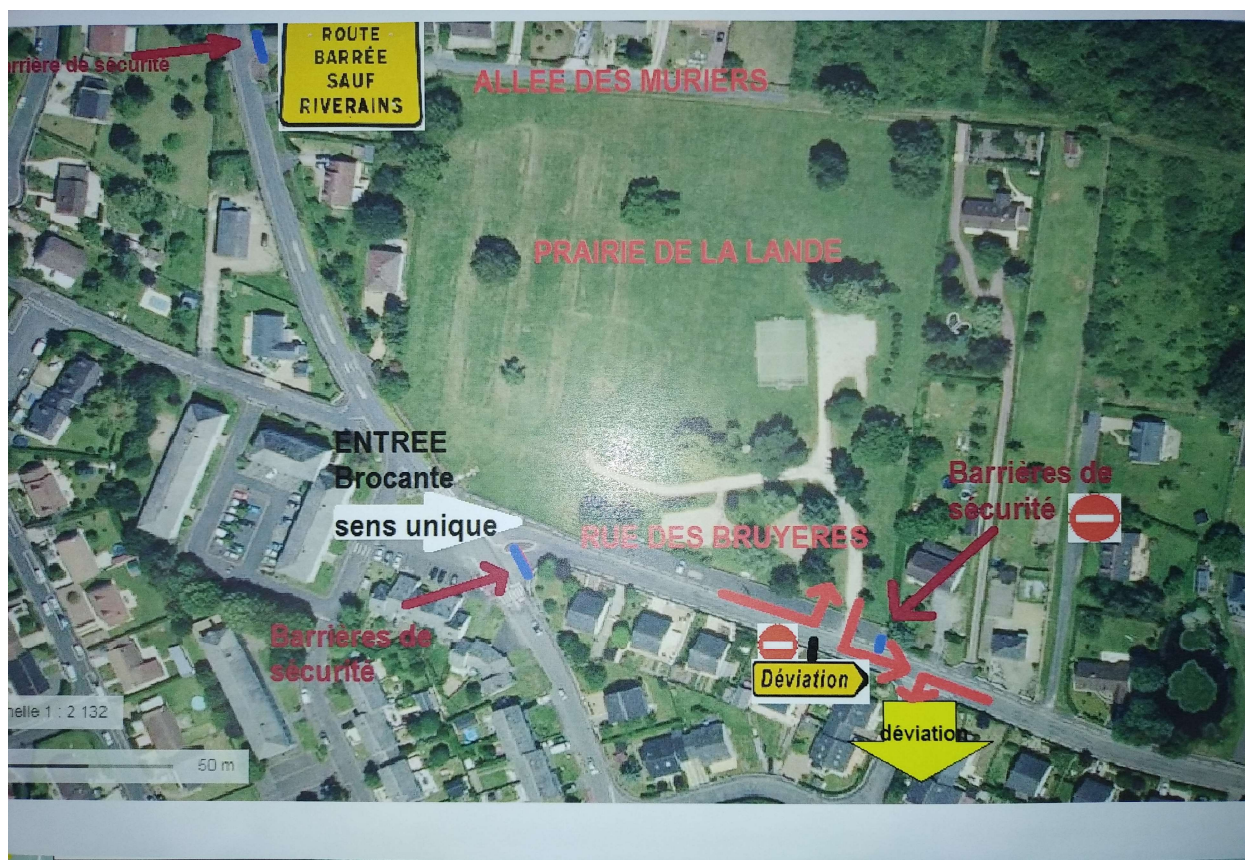 ROUTE
BARRÉE
SAUF
RIVERAINS
arrière de sécurité
ALLEE DES MURIERS
PRAIRIE DE LA LANDE
ENTREE
Brocante
sens unique
Barrières de
sécurité
RUE DES BRUYERES
Barrières de
sécurité
Déviation
déviation
helle 1 : 2 132
50 m